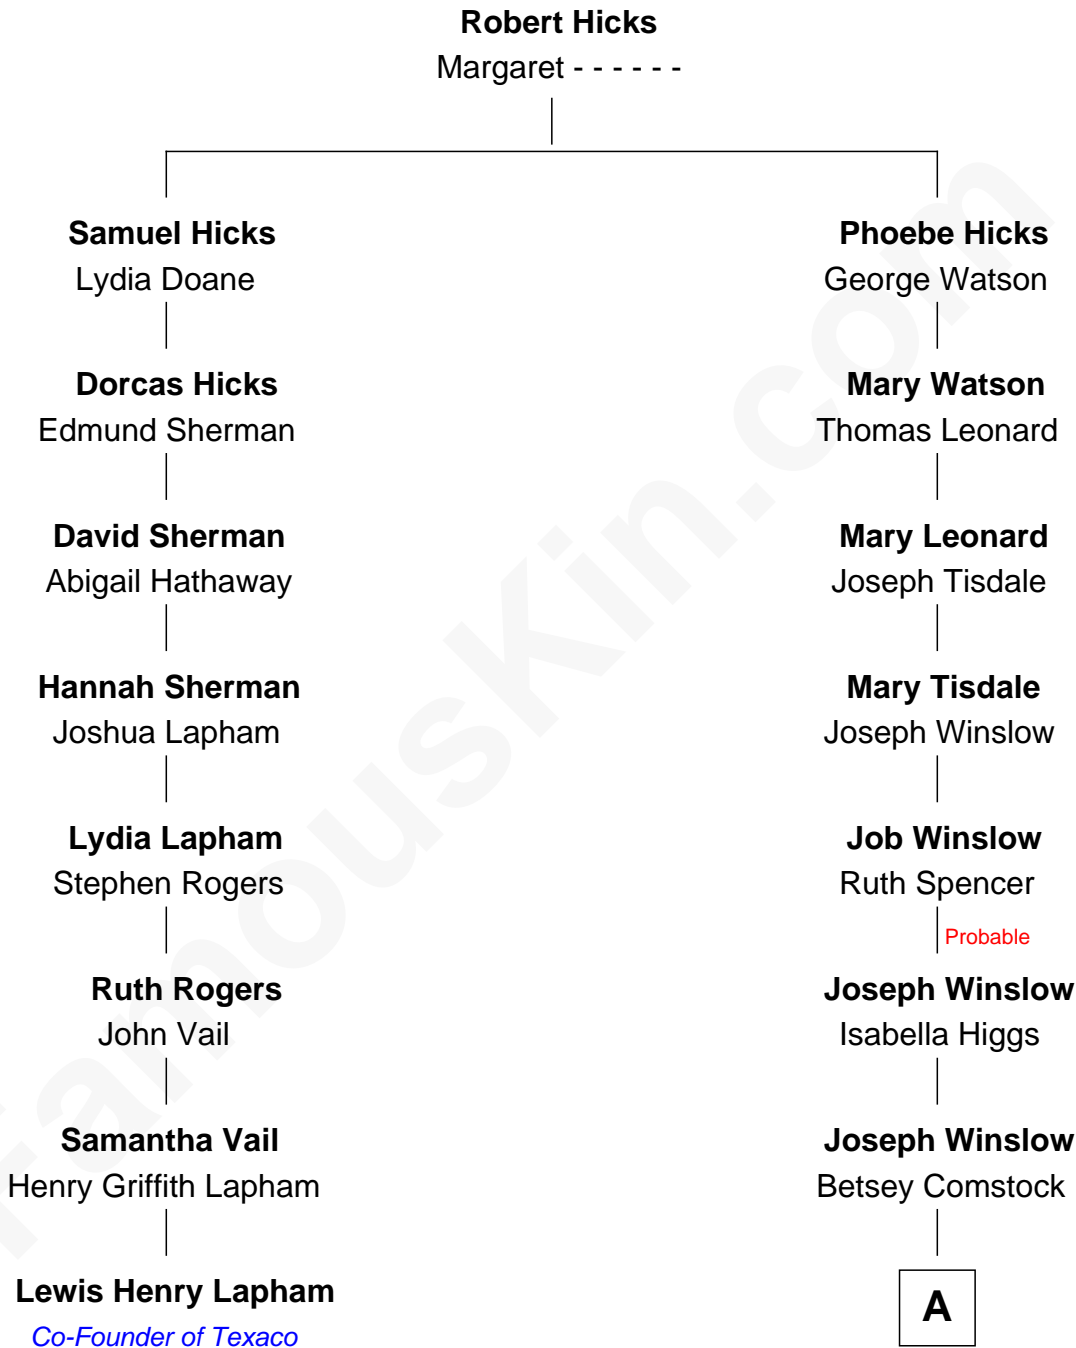 Robert Hicks
Margaret - - - - - -
Samuel Hicks
Lydia Doane
Phoebe Hicks
George Watson
Dorcas Hicks
Edmund Sherman
Mary Watson
Thomas Leonard
David Sherman
Abigail Hathaway
Mary Leonard
Joseph Tisdale
Hannah Sherman
Joshua Lapham
Mary Tisdale
Joseph Winslow
Lydia Lapham
Stephen Rogers
Job Winslow
Ruth Spencer
Probable
Ruth Rogers
John Vail
Joseph Winslow
Isabella Higgs
Samantha Vail
Henry Griffith Lapham
Joseph Winslow
Betsey Comstock
Lewis Henry Lapham
Co-Founder of Texaco
A
FamousKin.com